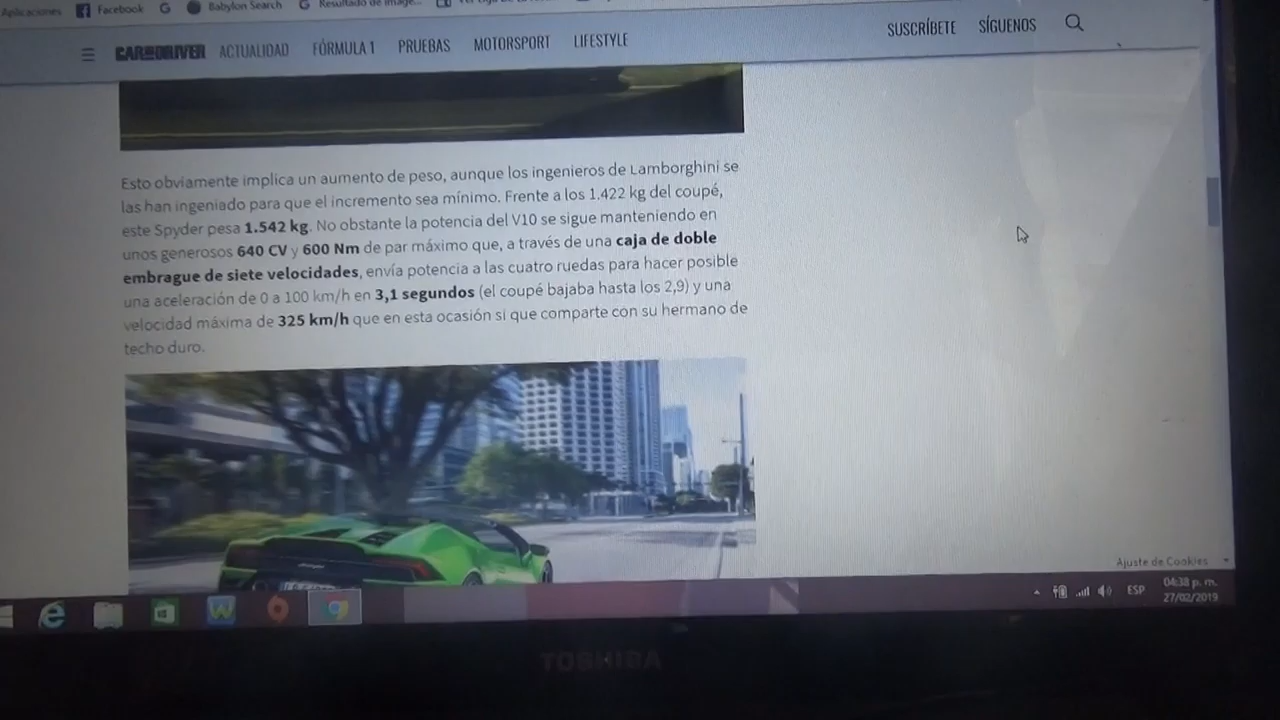 Aplicaciones Facebook G Babylon Search G Resultado de image...
CAR and DRIVER ACTUALIDAD FÓRMULA 1 PRUEBAS MOTORSPORT LIFESTYLE SUSCRÍBETE SÍGUENOS
Esto obviamente implica un aumento de peso, aunque los ingenieros de Lamborghini se
las han ingeniado para que el incremento sea mínimo. Frente a los 1.422 kg del coupé,
este Spyder pesa 1.542 kg. No obstante la potencia del V10 se sigue manteniendo en
unos generosos 640 CV y 600 Nm de par máximo que, a través de una caja de doble
embrague de siete velocidades, envía potencia a las cuatro ruedas para hacer posible
una aceleración de 0 a 100 km/h en 3,1 segundos (el coupé bajaba hasta los 2,9) y una
velocidad máxima de 325 km/h que en esta ocasión sí que comparte con su hermano de
techo duro.
Ajuste de Cookies
ESP
04:38 p. m.
27/02/2019
TOSHIBA